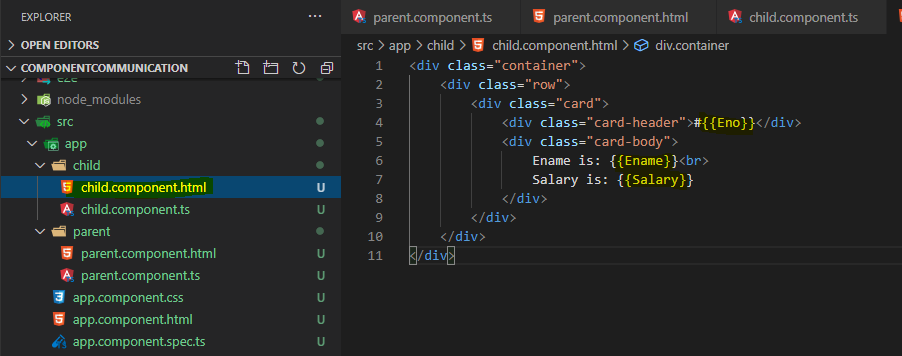 EXPLORER
···
> OPEN EDITORS
COMPONENTCOMMUNICATION
e2e
node_modules
src
app
child
child.component.html U
child.component.ts U
parent
parent.component.html U
parent.component.ts U
app.component.css U
app.component.html U
app.component.spec.ts U
parent.component.ts
parent.component.html
child.component.ts
src > app > child > child.component.html > div.container
1 <div class="container">
2 <div class="row">
3 <div class="card">
4 <div class="card-header">#{{Eno}}</div>
5 <div class="card-body">
6 Ename is: {{Ename}}<br>
7 Salary is: {{Salary}}
8 </div>
9 </div>
10 </div>
11 </div>